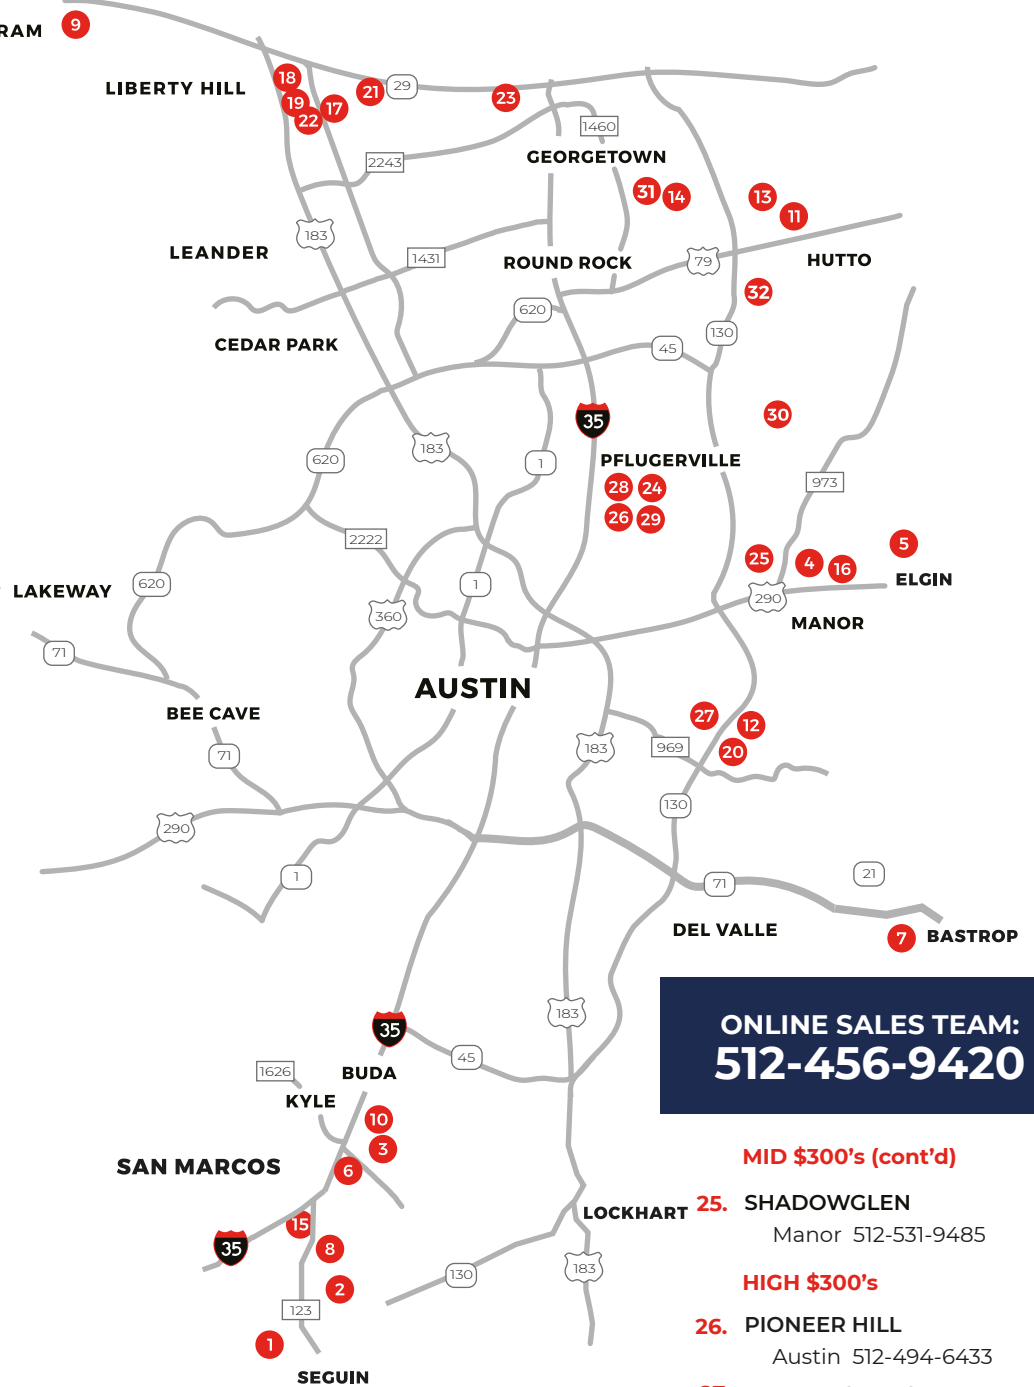 RAM
9
LIBERTY HILL
18
19
22
17
21
29
23
1460
2243
GEORGETOWN
31
14
13
11
183
LEANDER
1431
ROUND ROCK
79
HUTTO
32
620
130
CEDAR PARK
45
35
30
183
620
1
PFLUGERVILLE
28
24
26
29
973
2222
25
4
16
5
ELGIN
LAKEWAY
620
1
290
360
MANOR
71
AUSTIN
BEE CAVE
27
12
20
71
183
969
130
290
1
71
21
DEL VALLE
7
BASTROP
183
35
45
ONLINE SALES TEAM:
512-456-9420
1626
BUDA
KYLE
10
3
6
SAN MARCOS
MID $300's (cont'd)
25. SHADOWGLEN
Manor 512-531-9485
LOCKHART
15
8
35
2
130
183
123
1
SEGUIN
HIGH $300's
26. PIONEER HILL
Austin 512-494-6433